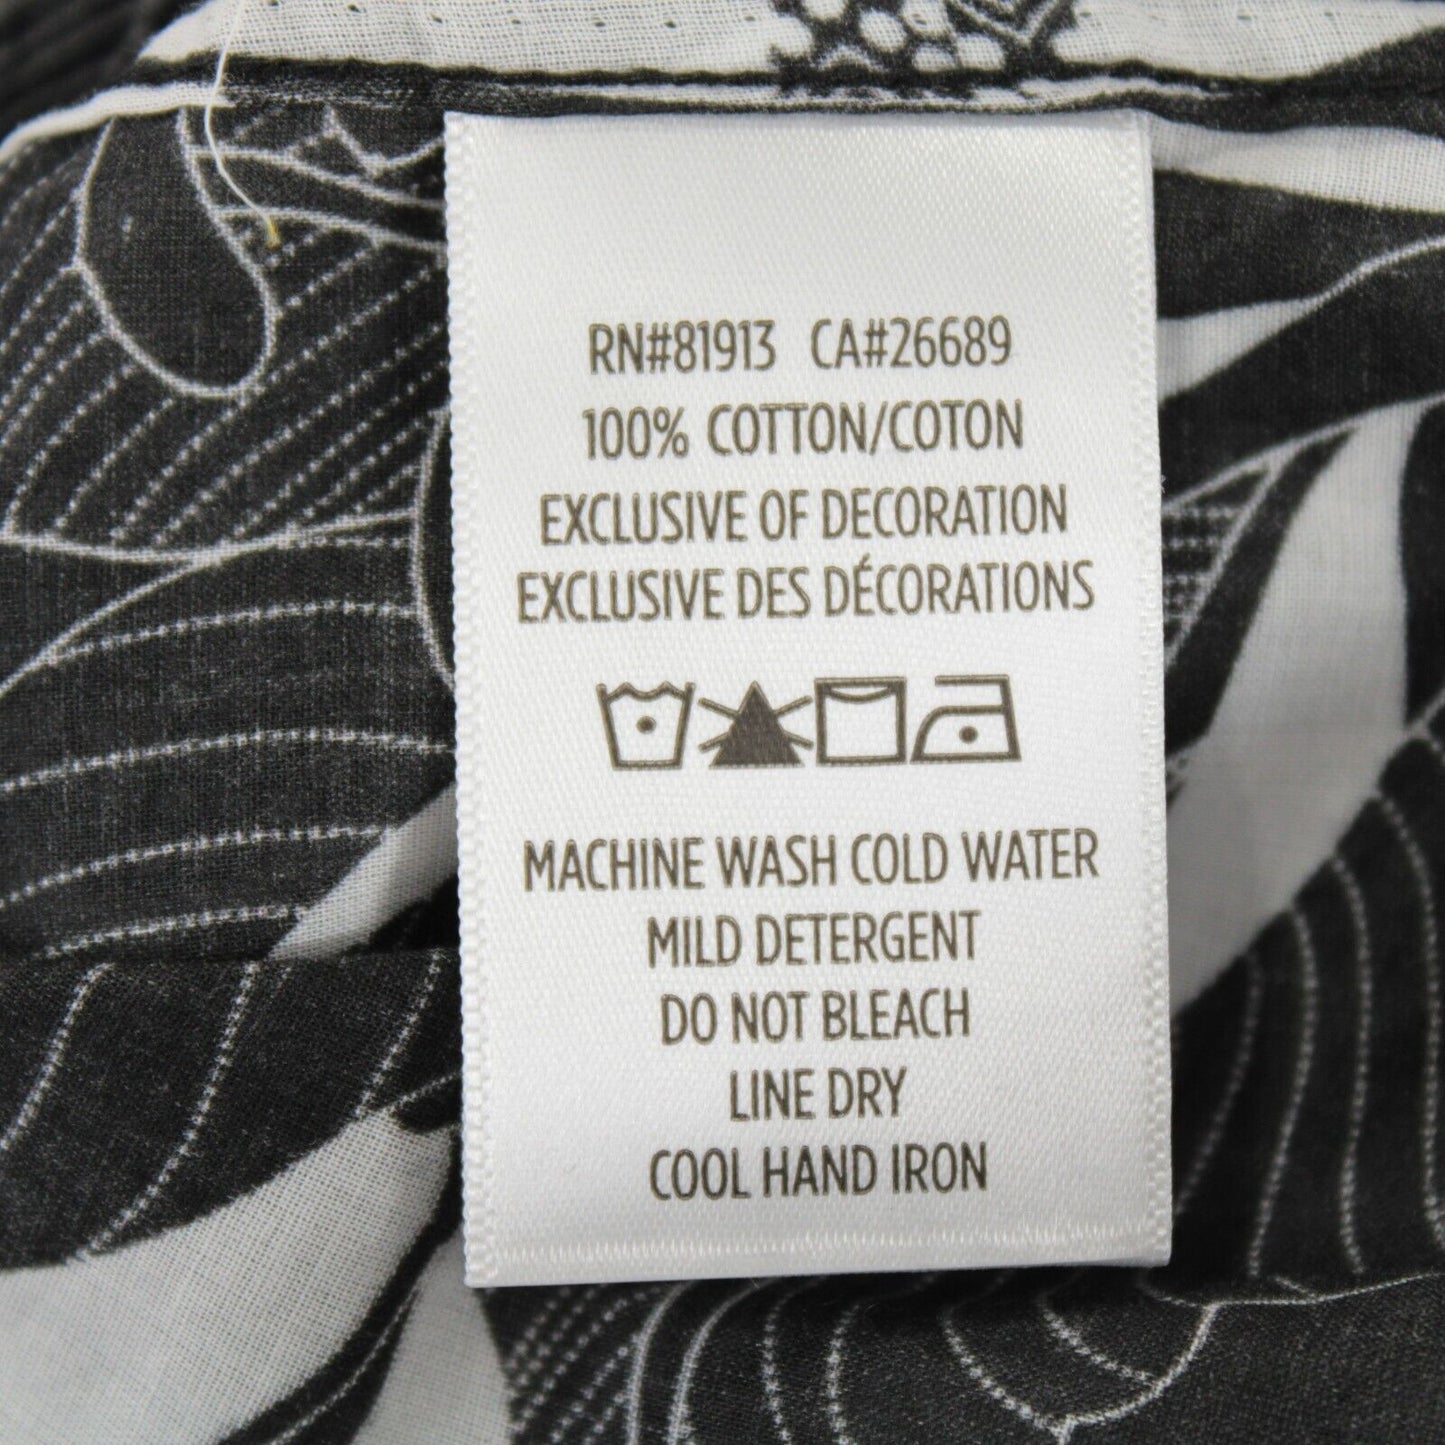 RN#81913 CA#26689
100% COTTON/COTON
EXCLUSIVE OF DECORATION
EXCLUSIVE DES DÉCORATIONS
MACHINE WASH COLD WATER
MILD DETERGENT
DO NOT BLEACH
LINE DRY
COOL HAND IRON